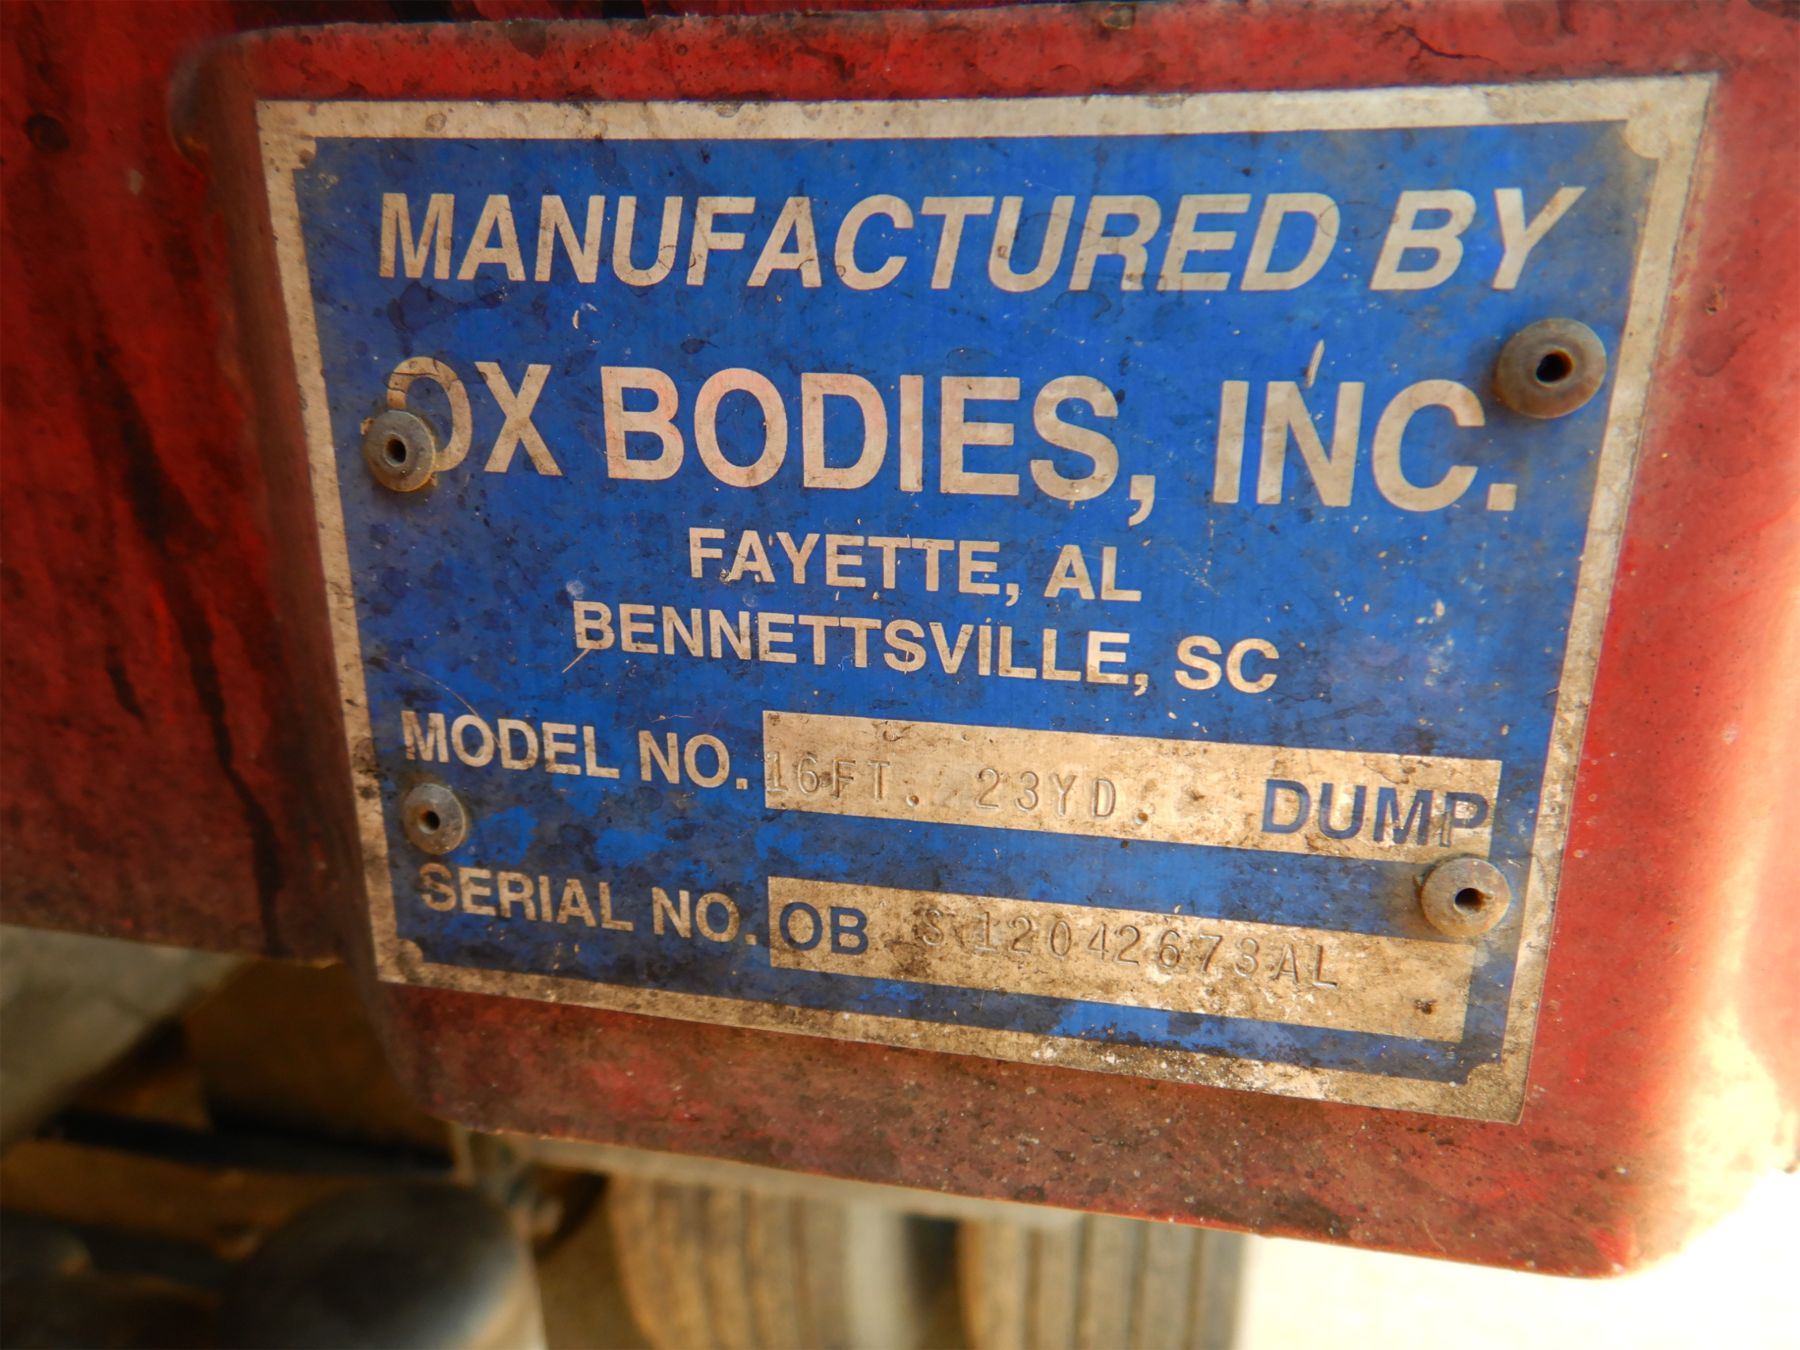 MANUFACTURED BY
OX BODIES, INC.
FAYETTE, AL
BENNETTSVILLE, SC
MODEL NO. 16FT. 23YD. DUMP
SERIAL NO. OB S12042673AL